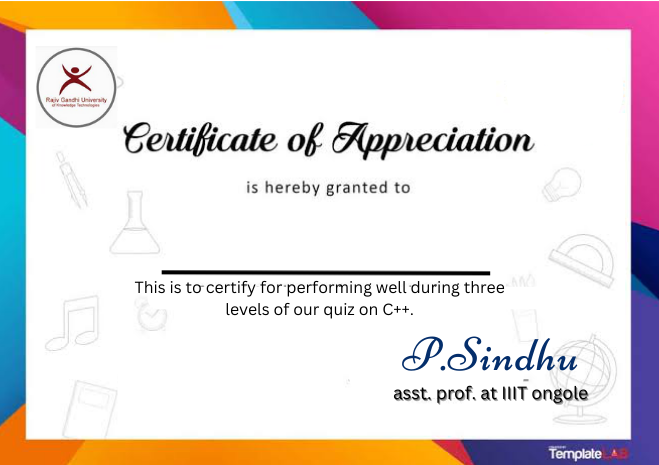 Rajiv Gandhi University
of Knowledge Technologies
Certificate of Appreciation
is hereby granted to
This is to certify for performing well during three
levels of our quiz on C++.
P.Sindhu
asst. prof. at IIIT ongole
TemplateLAB